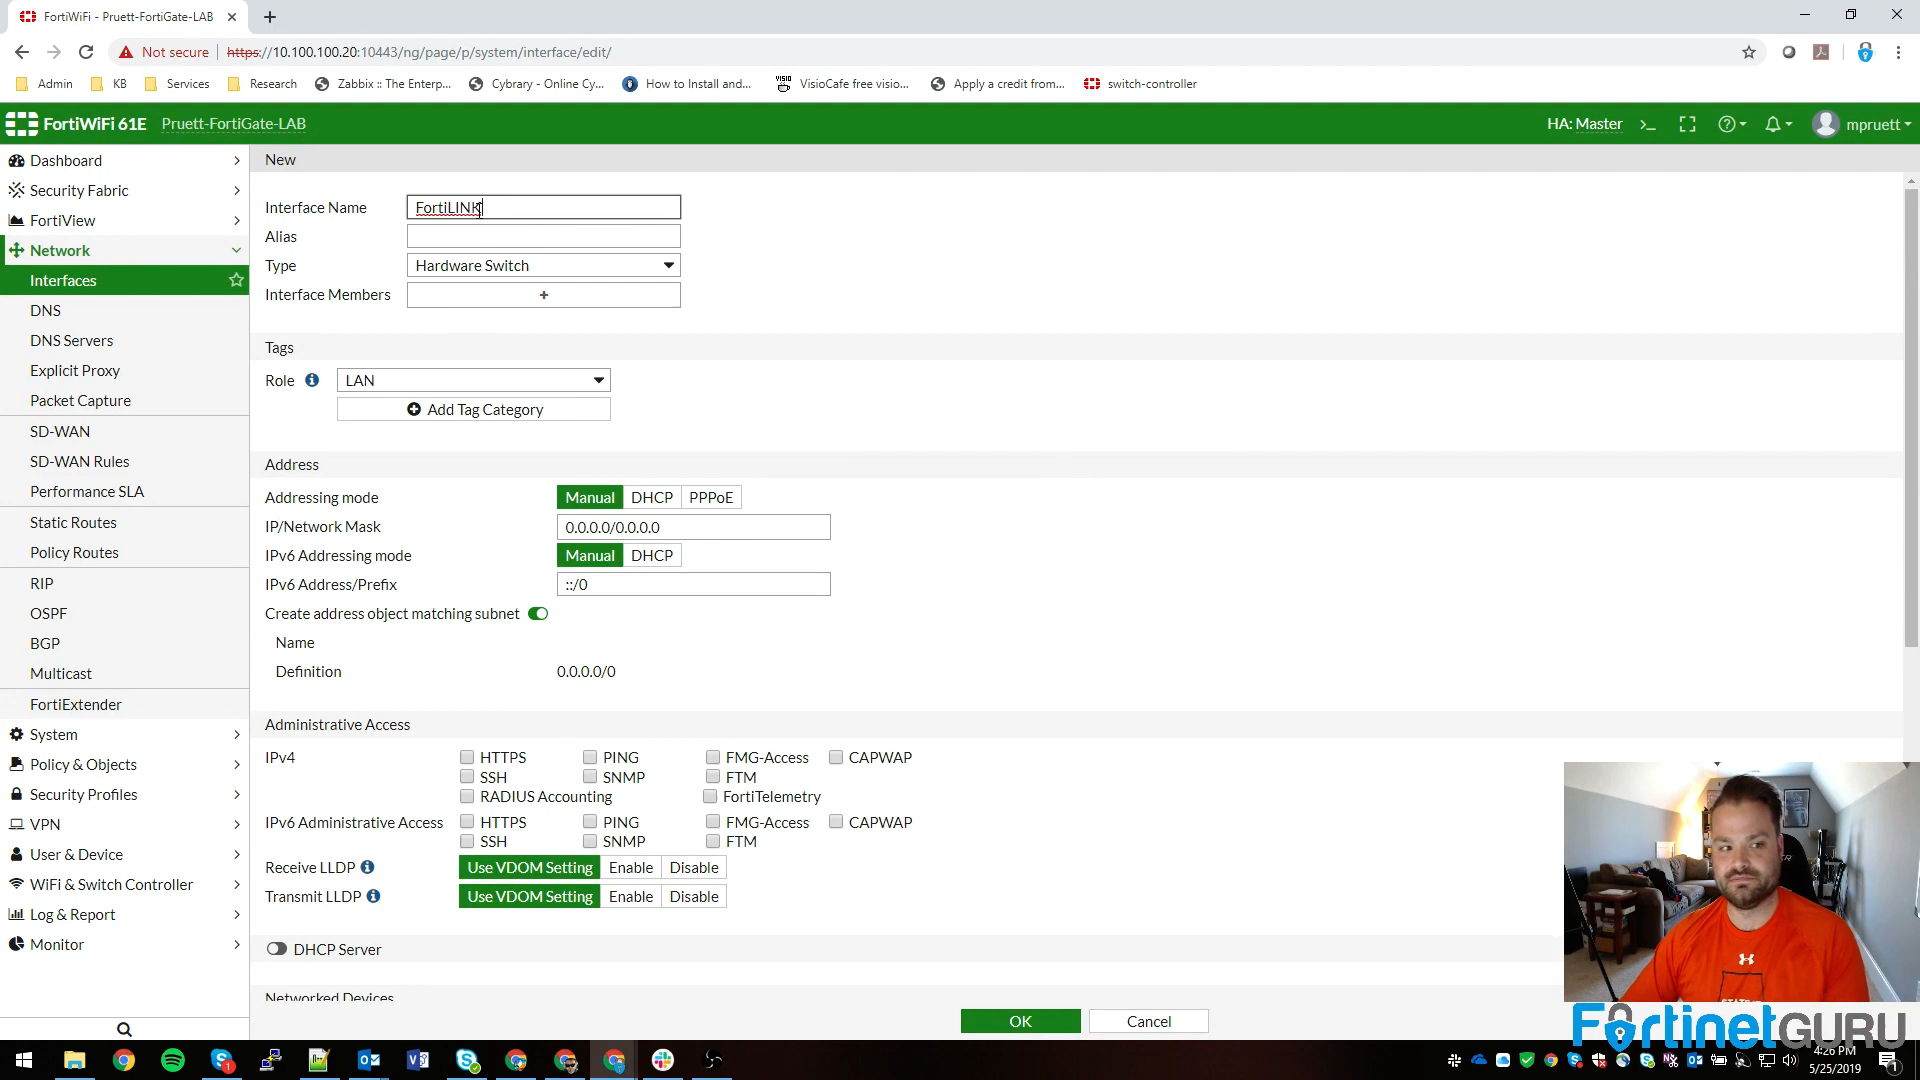 FortiWiFi - Pruett-FortiGate-LAB
Not secure
https://10.100.100.20:10443/ng/page/p/system/interface/edit/
Admin
KB
Services
Research
Zabbix :: The Enterp...
Cybrary - Online Cy...
How to Install and...
VISIO
VisioCafe free visio...
Apply a credit from...
switch-controller
FortiWiFi 61E
Pruett-FortiGate-LAB
HA: Master
mpruett
Dashboard
Security Fabric
FortiView
Network
Interfaces
DNS
DNS Servers
Explicit Proxy
Packet Capture
SD-WAN
SD-WAN Rules
Performance SLA
Static Routes
Policy Routes
RIP
OSPF
BGP
Multicast
FortiExtender
System
Policy & Objects
Security Profiles
VPN
User & Device
WiFi & Switch Controller
Log & Report
Monitor
New
Interface Name FortiLINK
Alias
Type Hardware Switch
Interface Members +
Tags
Role LAN
Add Tag Category
Address
Addressing mode Manual DHCP PPPoE
IP/Network Mask 0.0.0.0/0.0.0.0
IPv6 Addressing mode Manual DHCP
IPv6 Address/Prefix ::/0
Create address object matching subnet
Name
Definition 0.0.0.0/0
Administrative Access
IPv4 HTTPS PING FMG-Access CAPWAP
SSH SNMP FTM
RADIUS Accounting FortiTelemetry
IPv6 Administrative Access HTTPS PING FMG-Access CAPWAP
SSH SNMP FTM
Receive LLDP Use VDOM Setting Enable Disable
Transmit LLDP Use VDOM Setting Enable Disable
DHCP Server
Networked Devices
OK Cancel
FortinetGURU
4:26 PM
5/25/2019